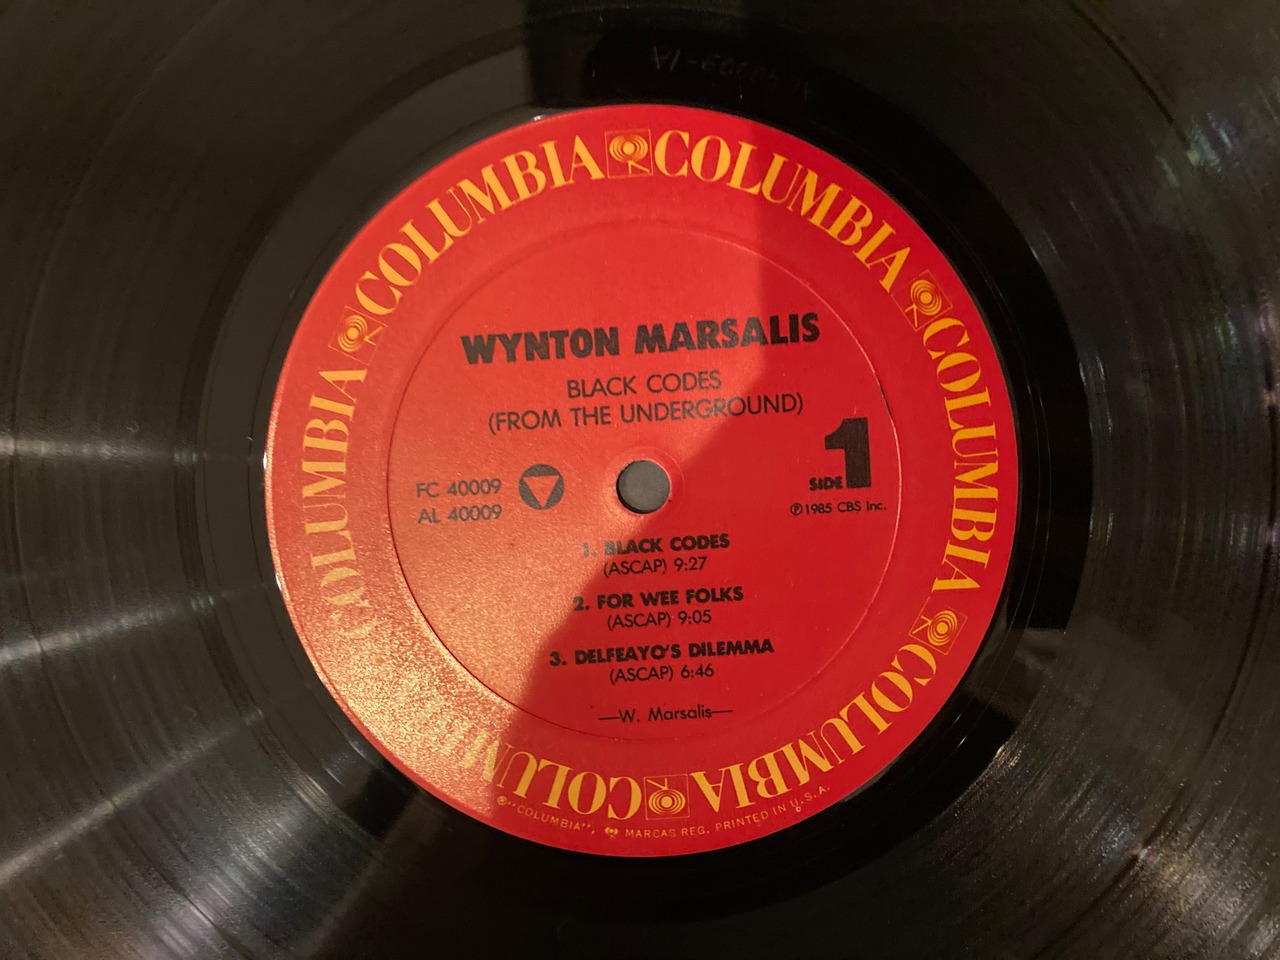 COLUMBIA COLUMBIA COLUMBIA COLUMBIA COLUMBIA COLUMBIA
WYNTON MARSALIS
BLACK CODES
(FROM THE UNDERGROUND)
SIDE 1
FC 40009
AL 40009
℗ 1985 CBS Inc.
1. BLACK CODES
(ASCAP) 9:27
2. FOR WEE FOLKS
(ASCAP) 9:05
3. DELFEAYO'S DILEMMA
(ASCAP) 6:46
—W. Marsalis—
®"COLUMBIA", MARCAS REG. PRINTED IN U.S.A.